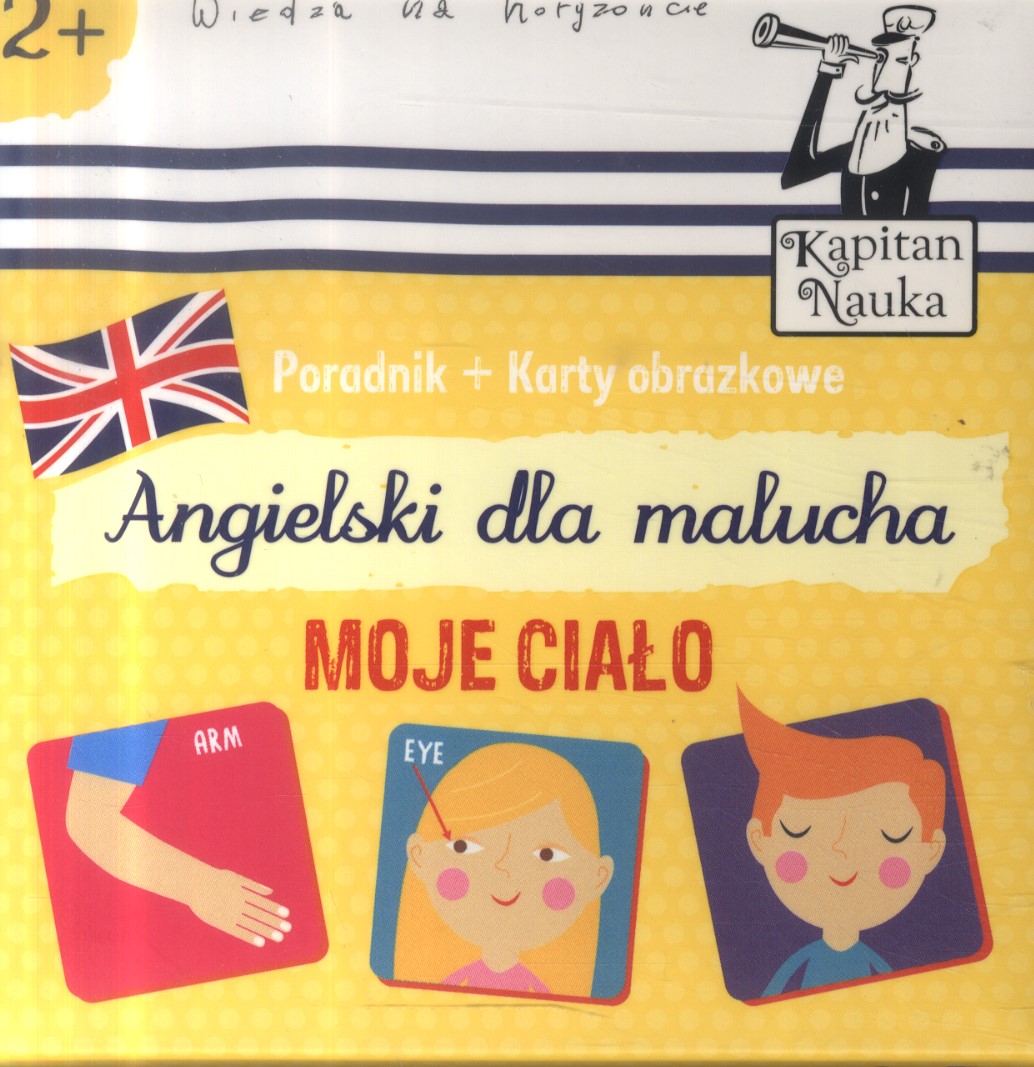 2+
Wiedza na horyzoncie
Kapitan
Nauka
Poradnik + Karty obrazkowe
Angielski dla malucha
MOJE CIAŁO
ARM
EYE